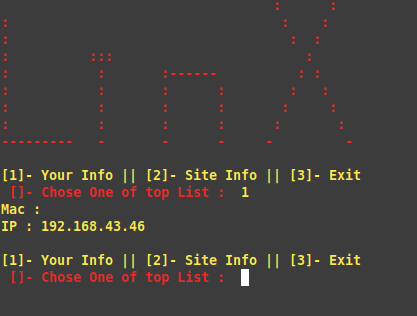 [1]- Your Info || [2]- Site Info || [3]- Exit
[]- Chose One of top List : 1
Mac :
IP : 192.168.43.46
[1]- Your Info || [2]- Site Info || [3]- Exit
[]- Chose One of top List :